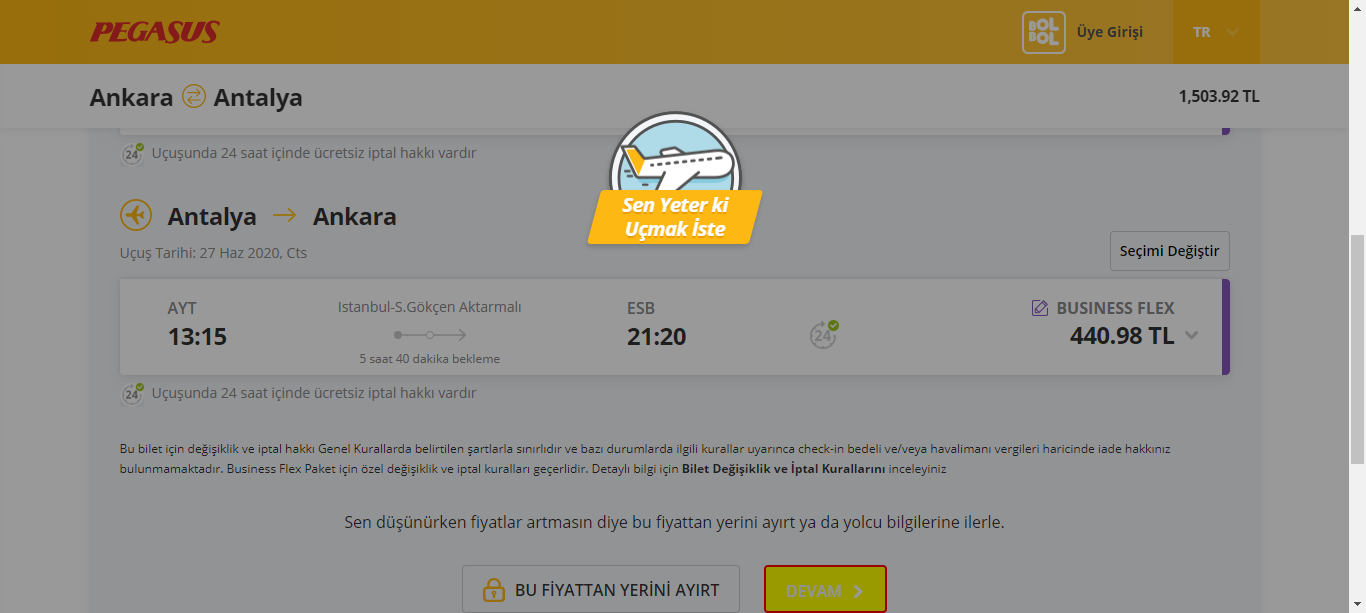 PEGASUS
BOL
BOL
Üye Girişi
TR
Ankara
Antalya
1,503.92 TL
24
Uçuşunda 24 saat içinde ücretsiz iptal hakkı vardır
Sen Yeter ki
Uçmak İste
Antalya
Ankara
Uçuş Tarihi: 27 Haz 2020, Cts
Seçimi Değiştir
AYT
Istanbul-S.Gökçen Aktarmalı
ESB
BUSINESS FLEX
13:15
21:20
24
440.98 TL
5 saat 40 dakika bekleme
24
Uçuşunda 24 saat içinde ücretsiz iptal hakkı vardır
Bu bilet için değişiklik ve iptal hakkı Genel Kurallarda belirtilen şartlarla sınırlıdır ve bazı durumlarda ilgili kurallar uyarınca check-in bedeli ve/veya havalimanı vergileri haricinde iade hakkınız
bulunmamaktadır. Business Flex Paket için özel değişiklik ve iptal kuralları geçerlidir. Detaylı bilgi için Bilet Değişiklik ve İptal Kurallarını inceleyiniz
Sen düşünürken fiyatlar artmasın diye bu fiyattan yerini ayırt ya da yolcu bilgilerine ilerle.
BU FİYATTAN YERİNİ AYIRT
DEVAM